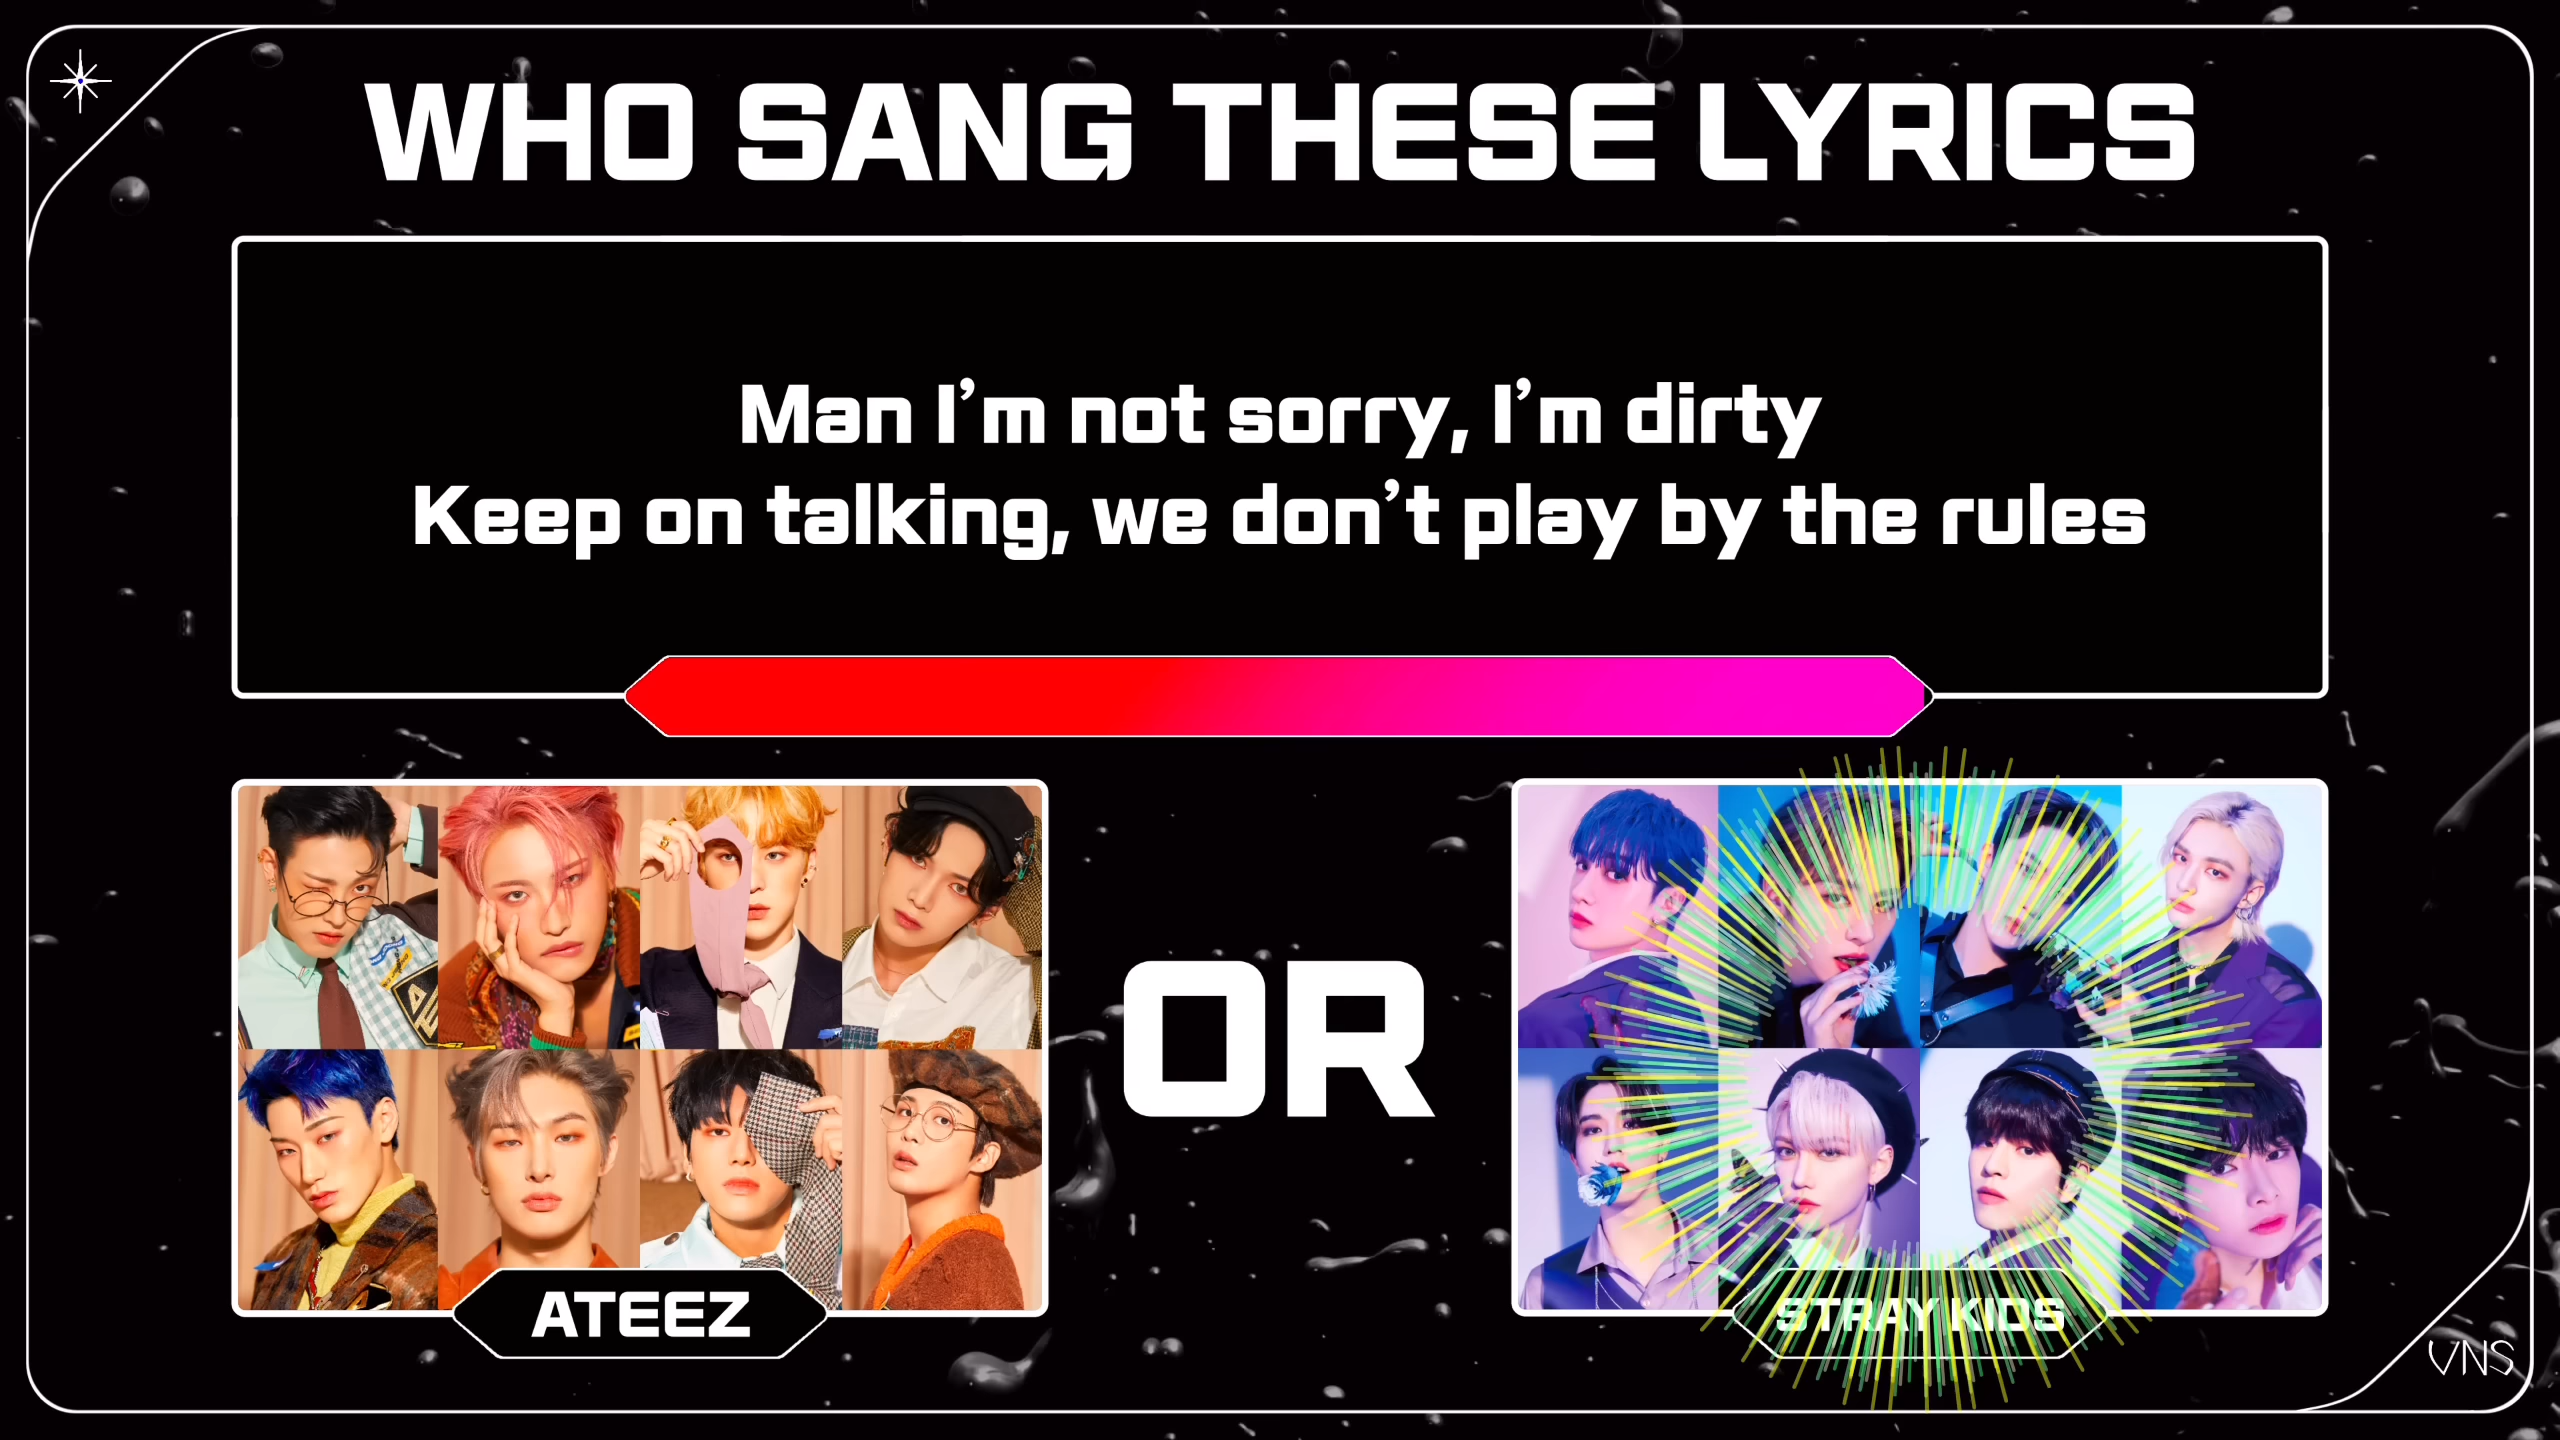 WHO SANG THESE LYRICS
Man I’m not sorry, I’m dirty
Keep on talking, we don’t play by the rules
OR
ATEEZ
STRAY KIDS
VNS